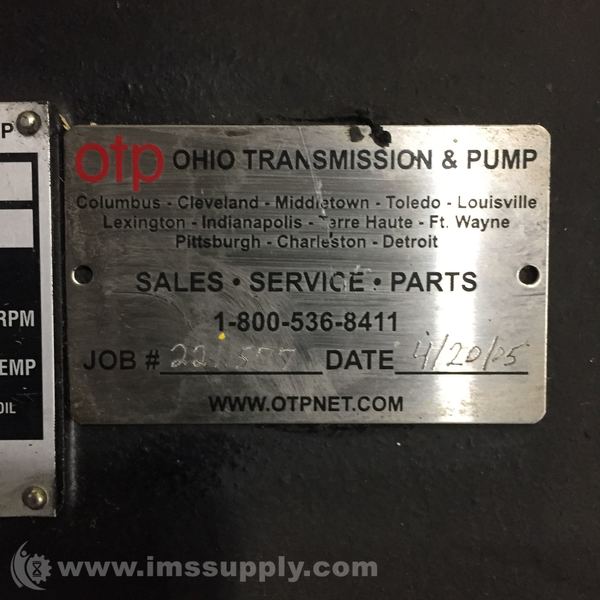 P
otp OHIO TRANSMISSION & PUMP
Columbus - Cleveland - Middletown - Toledo - Louisville
Lexington - Indianapolis - Terre Haute - Ft. Wayne
Pittsburgh - Charleston - Detroit
SALES • SERVICE • PARTS
1-800-536-8411
RPM
JOB # DATE 4/20/05
EMP
OIL
WWW.OTPNET.COM
www.imssupply.com